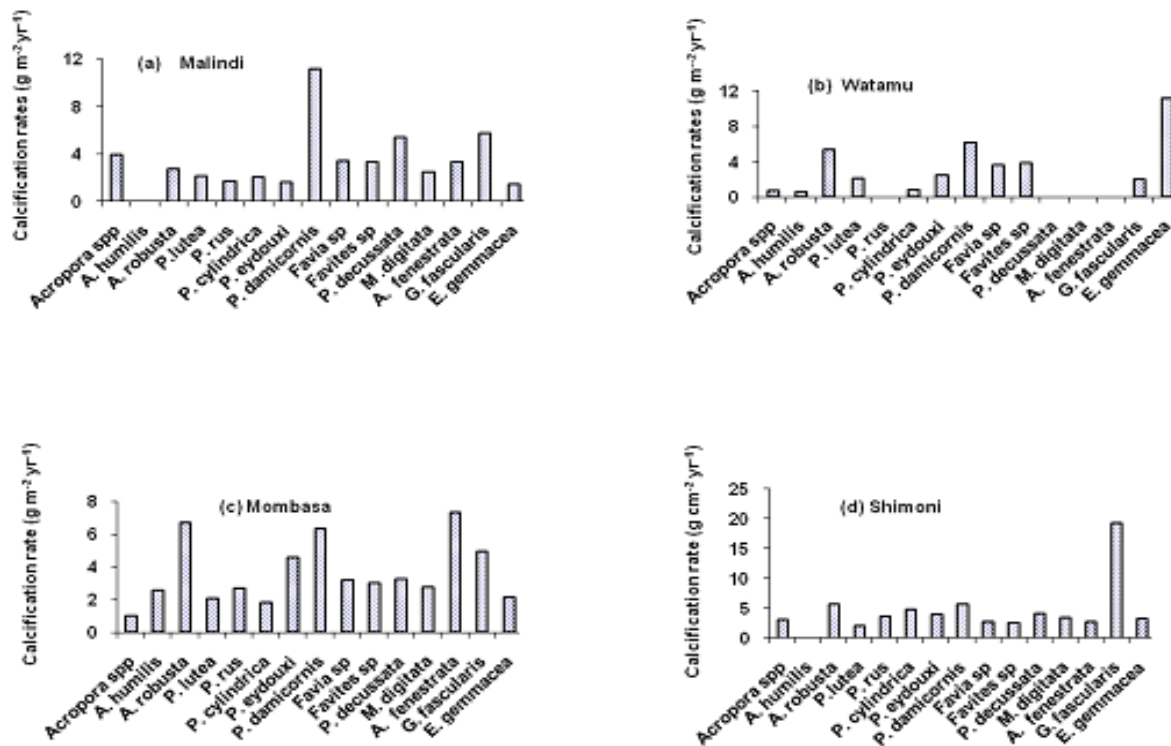 (a) Malindi
Calcification rates (g m⁻² yr⁻¹)
12
8
4
0
Acropora spp
A. humilis
A. robusta
P.lutea
P. rus
P. cylindrica
P. eydouxi
P. damicornis
Favia sp
Favites sp
P. decussata
M. digitata
A. fenestrata
G. fascularis
E. gemmacea
(b) Watamu
Calcification rates (g m⁻² yr⁻¹)
12
8
4
0
Acropora spp
A. humilis
A. robusta
P. lutea
P. rus
P. cylindrica
P. eydouxi
P. damicornis
Favia sp
Favites sp
P. decussata
M. digitata
A. fenestrata
G. fascularis
E. gemmacea
(c) Mombasa
Calcification rate (g m⁻² yr⁻¹)
8
6
4
2
0
Acropora spp
A. humilis
A. robusta
P. lutea
P. rus
P. cylindrica
P. eydouxi
P. damicornis
Favia sp
Favites sp
P. decussata
M. digitata
A. fenestrata
G. fascularis
E. gemmacea
(d) Shimoni
Calcification rate (g cm⁻² yr⁻¹)
25
20
15
10
5
0
Acropora spp
A. humilis
A. robusta
P. lutea
P. rus
P. cylindrica
P. eydouxi
P. damicornis
Favia sp
Favites sp
P. decussata
M. digitata
A. fenestrata
G. fascularis
E. gemmacea